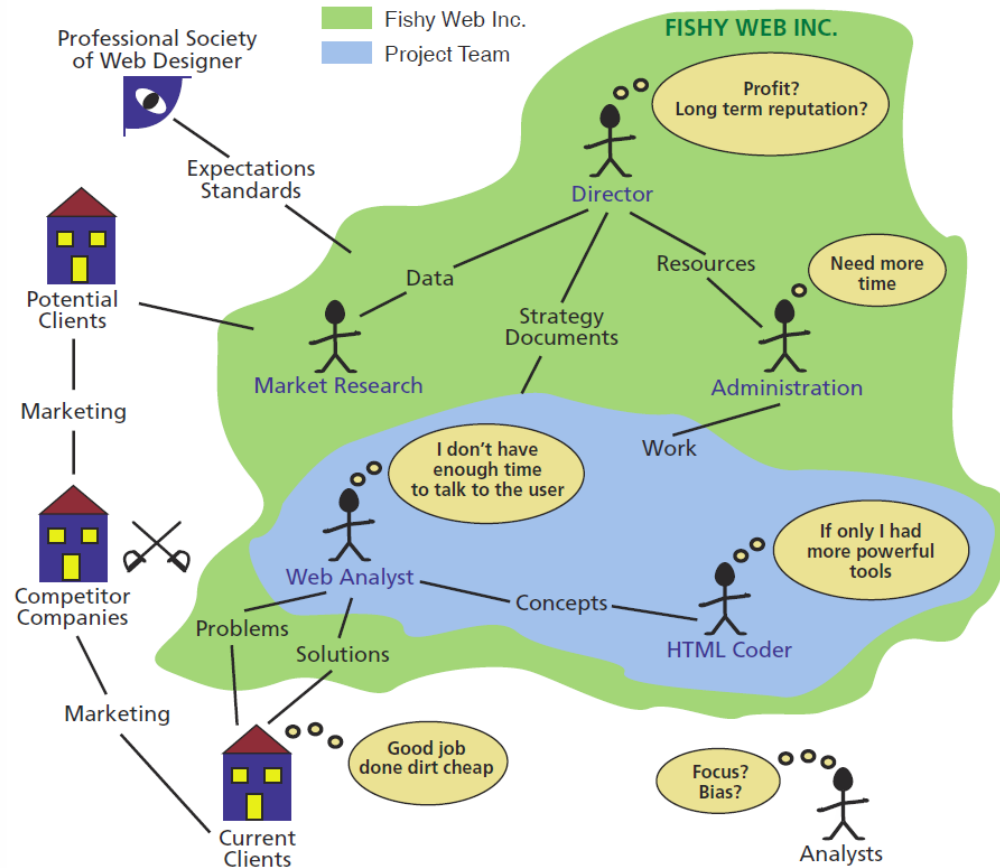 Fishy Web Inc.
Project Team
FISHY WEB INC.
Professional Society
of Web Designer
Profit?
Long term reputation?
Expectations
Standards
Director
Potential
Clients
Data
Resources
Need more
time
Strategy
Documents
Market Research
Administration
Marketing
Work
I don't have
enough time
to talk to the user
If only I had
more powerful
tools
Competitor
Companies
Web Analyst
Concepts
HTML Coder
Problems
Solutions
Marketing
Good job
done dirt cheap
Focus?
Bias?
Current
Clients
Analysts